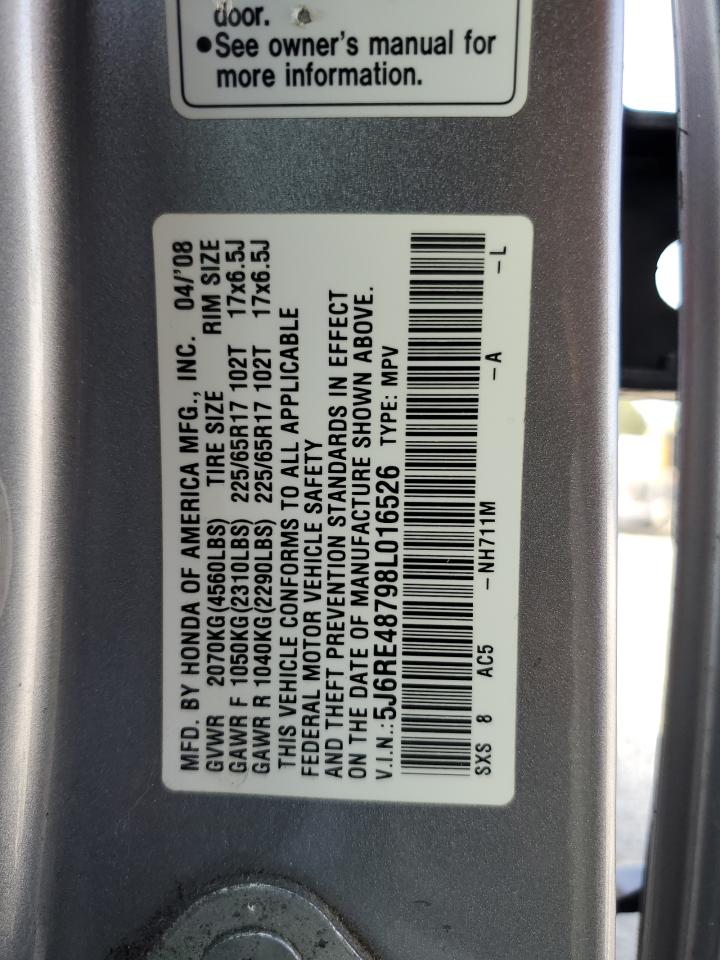 door.
●See owner's manual for
more information.
MFD. BY HONDA OF AMERICA MFG., INC. 04/'08
GVWR 2070KG(4560LBS) TIRE SIZE RIM SIZE
GAWR F 1050KG(2310LBS) 225/65R17 102T 17x6.5J
GAWR R 1040KG(2290LBS) 225/65R17 102T 17x6.5J
THIS VEHICLE CONFORMS TO ALL APPLICABLE
FEDERAL MOTOR VEHICLE SAFETY
AND THEFT PREVENTION STANDARDS IN EFFECT
ON THE DATE OF MANUFACTURE SHOWN ABOVE.
V.I.N.:5J6RE48798L016526 TYPE: MPV
SXS 8 AC5 -NH711M -A -L